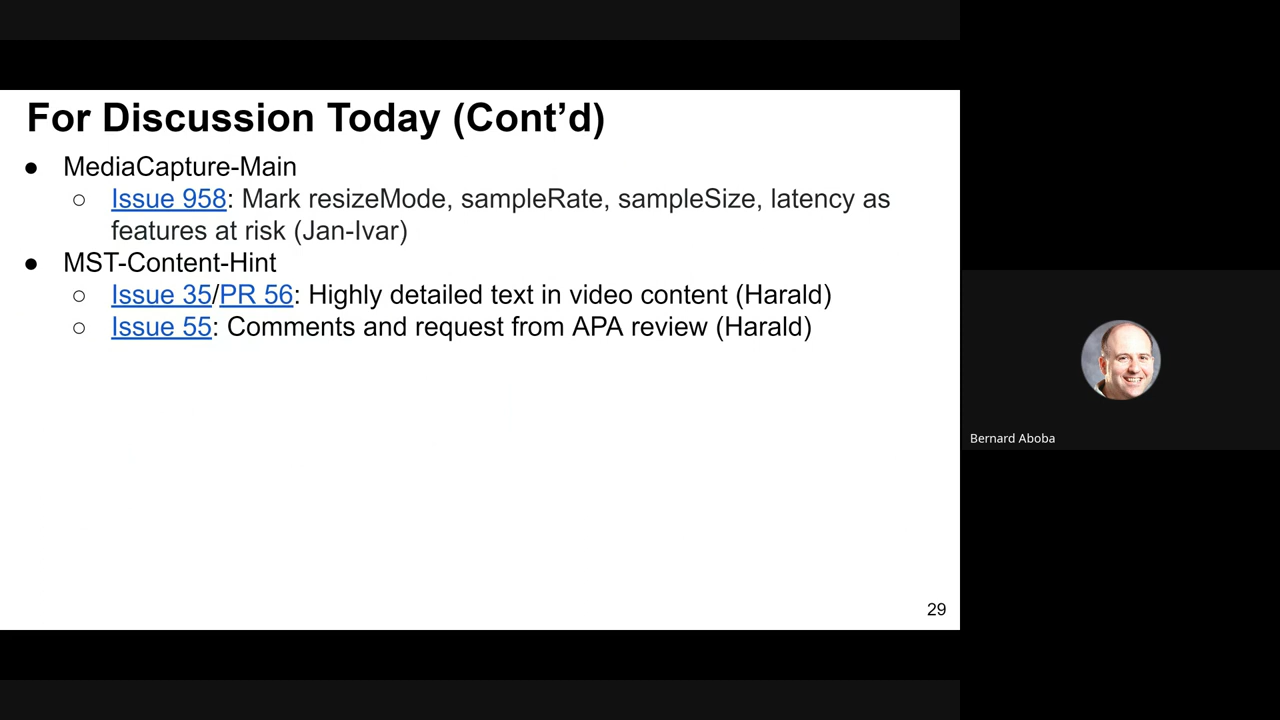 For Discussion Today (Cont’d)
● MediaCapture-Main
○ Issue 958: Mark resizeMode, sampleRate, sampleSize, latency as
features at risk (Jan-Ivar)
● MST-Content-Hint
○ Issue 35/PR 56: Highly detailed text in video content (Harald)
○ Issue 55: Comments and request from APA review (Harald)
29
Bernard Aboba